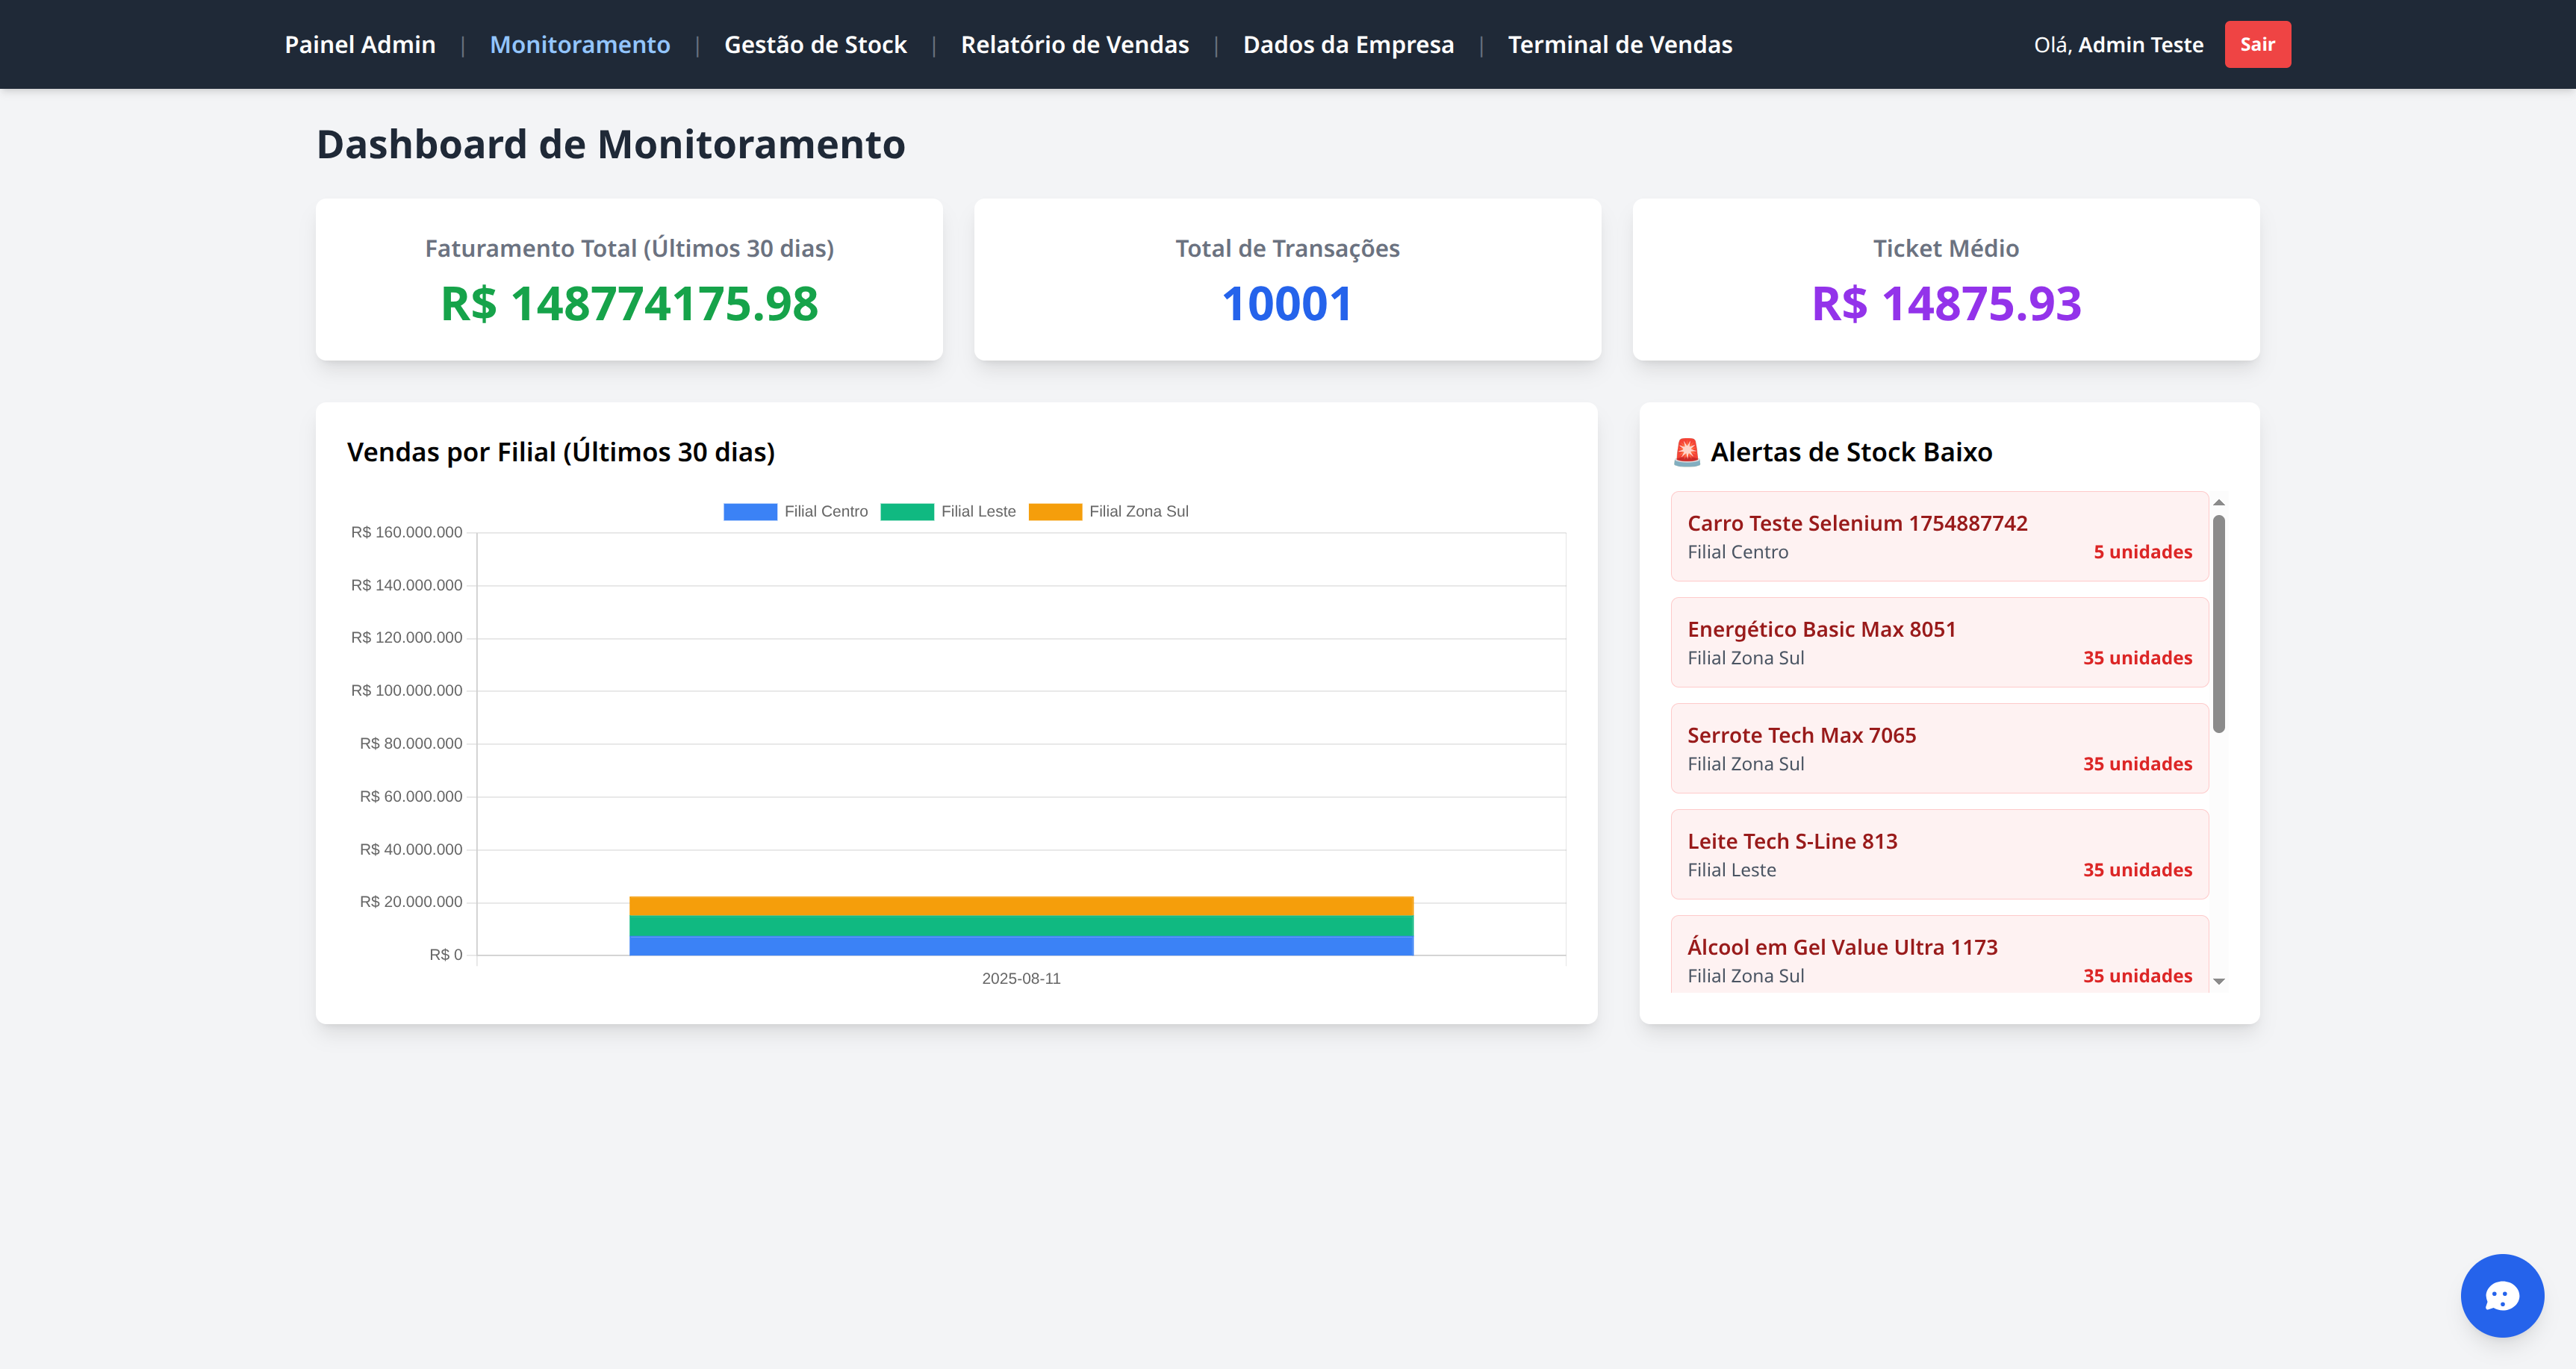 Painel Admin | Monitoramento | Gestão de Stock | Relatório de Vendas | Dados da Empresa | Terminal de Vendas Olá, Admin Teste Sair
Dashboard de Monitoramento
Faturamento Total (Últimos 30 dias)
R$ 148774175.98
Total de Transações
10001
Ticket Médio
R$ 14875.93
Vendas por Filial (Últimos 30 dias)
Filial Centro Filial Leste Filial Zona Sul
R$ 160.000.000
R$ 140.000.000
R$ 120.000.000
R$ 100.000.000
R$ 80.000.000
R$ 60.000.000
R$ 40.000.000
R$ 20.000.000
R$ 0
2025-08-11
🚨 Alertas de Stock Baixo
Carro Teste Selenium 1754887742
Filial Centro 5 unidades
Energético Basic Max 8051
Filial Zona Sul 35 unidades
Serrote Tech Max 7065
Filial Zona Sul 35 unidades
Leite Tech S-Line 813
Filial Leste 35 unidades
Álcool em Gel Value Ultra 1173
Filial Zona Sul 35 unidades